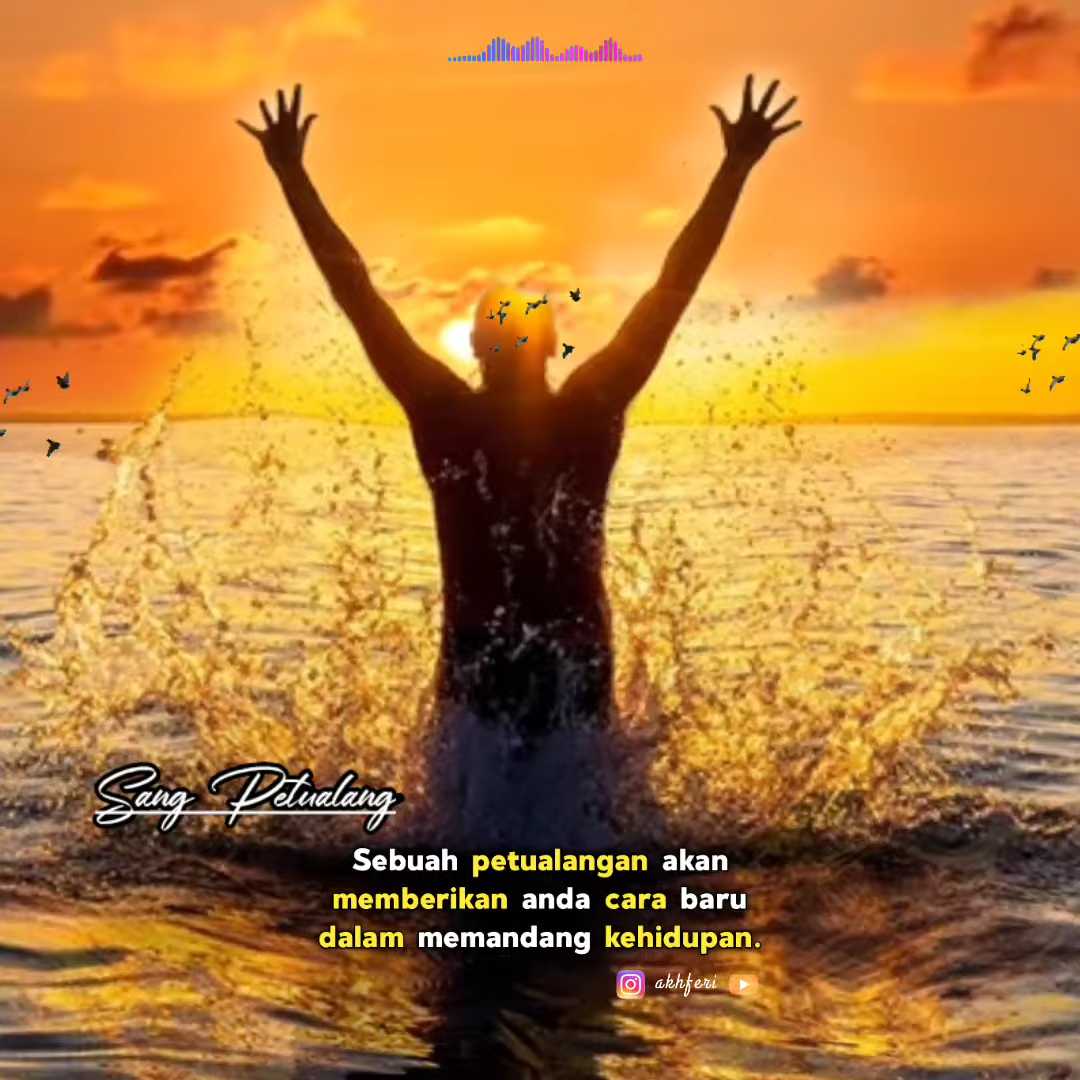 Sang Petualang
Sebuah petualangan akan
memberikan anda cara baru
dalam memandang kehidupan.
akhferi